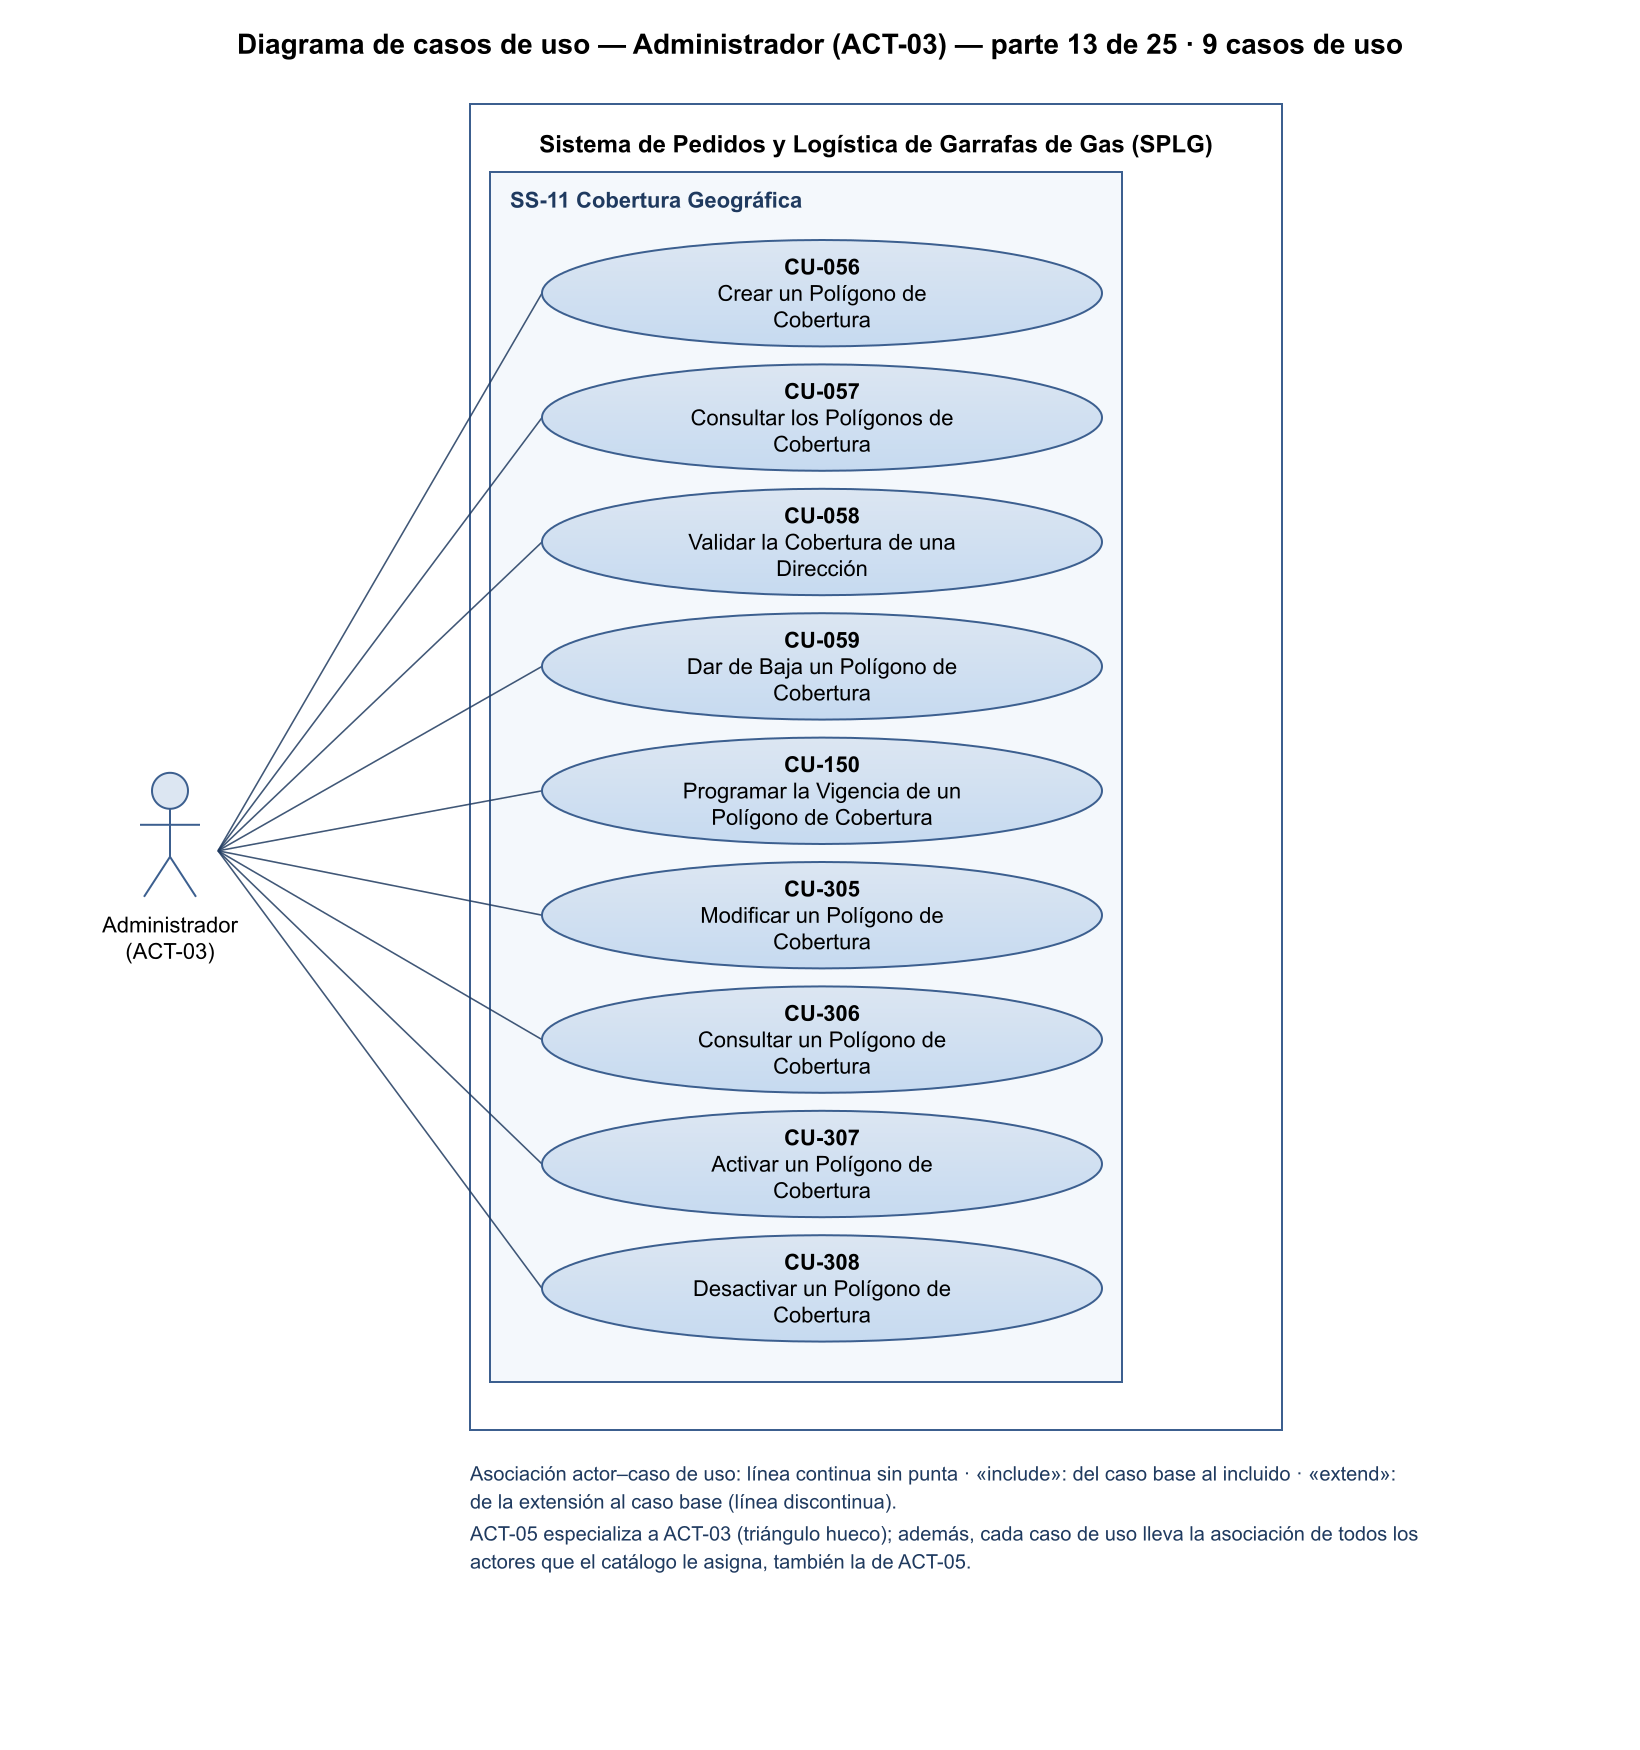 Diagrama de casos de uso — Administrador (ACT-03) — parte 13 de 25 · 9 casos de uso
Sistema de Pedidos y Logística de Garrafas de Gas (SPLG)
SS-11 Cobertura Geográfica
CU-056
Crear un Polígono de
Cobertura
CU-057
Consultar los Polígonos de
Cobertura
CU-058
Validar la Cobertura de una
Dirección
CU-059
Dar de Baja un Polígono de
Cobertura
CU-150
Programar la Vigencia de un
Polígono de Cobertura
CU-305
Modificar un Polígono de
Cobertura
CU-306
Consultar un Polígono de
Cobertura
CU-307
Activar un Polígono de
Cobertura
CU-308
Desactivar un Polígono de
Cobertura
Administrador
(ACT-03)
Asociación actor–caso de uso: línea continua sin punta · «include»: del caso base al incluido · «extend»:
de la extensión al caso base (línea discontinua).
ACT-05 especializa a ACT-03 (triángulo hueco); además, cada caso de uso lleva la asociación de todos los
actores que el catálogo le asigna, también la de ACT-05.